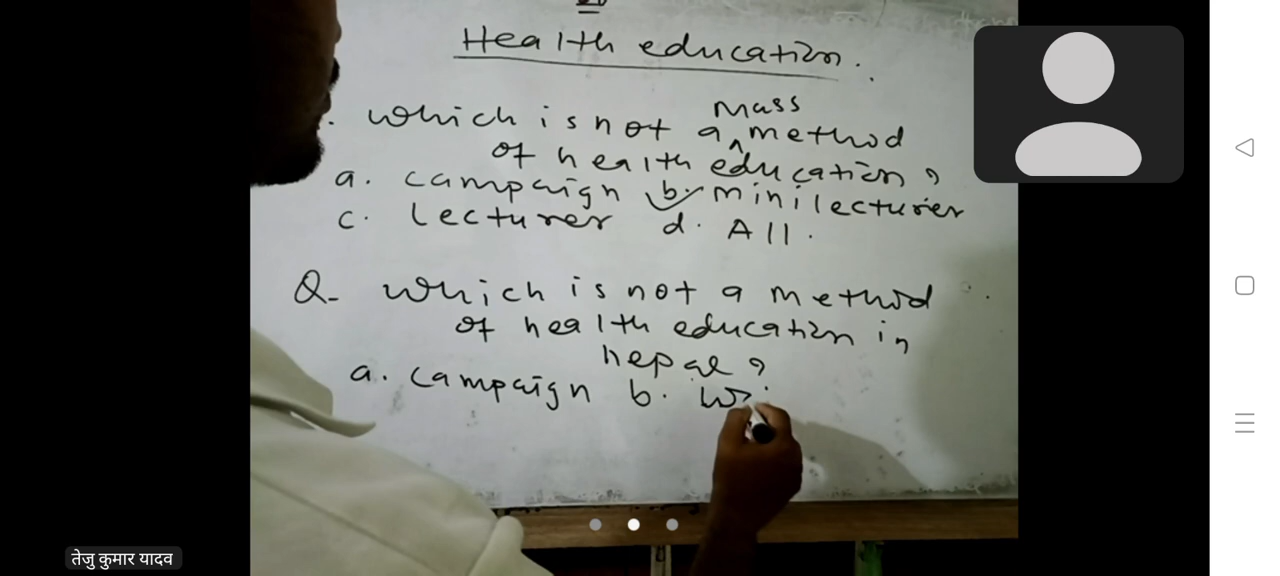 Health education.
which is not a mass method
of health education ?
a. campaign b. minilecturer
c. lecturer d. All.
Q- which is not a method
of health education in
nepal ?
a. campaign b.
तेजु कुमार यादव